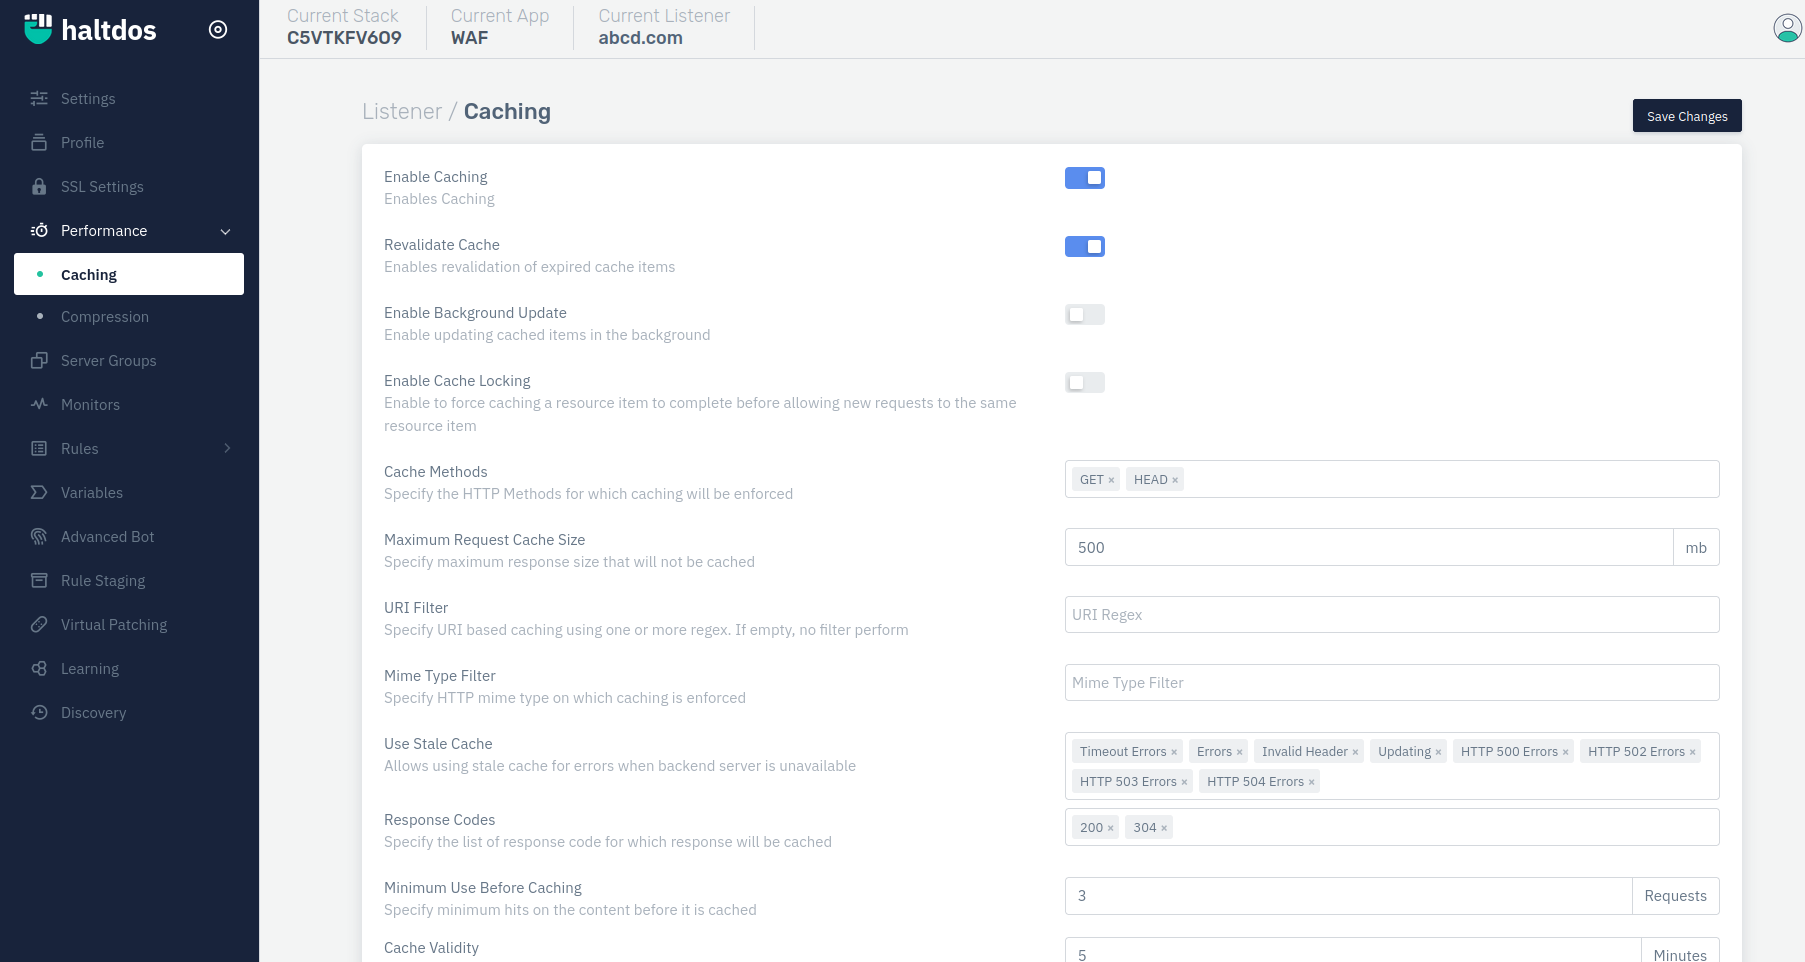 haltdos
Current Stack
C5VTKFV6O9
Current App
WAF
Current Listener
abcd.com
Settings
Profile
SSL Settings
Performance
Caching
Compression
Server Groups
Monitors
Rules
Variables
Advanced Bot
Rule Staging
Virtual Patching
Learning
Discovery
Listener / Caching
Save Changes
Enable Caching
Enables Caching
Revalidate Cache
Enables revalidation of expired cache items
Enable Background Update
Enable updating cached items in the background
Enable Cache Locking
Enable to force caching a resource item to complete before allowing new requests to the same
resource item
Cache Methods
Specify the HTTP Methods for which caching will be enforced
GET × HEAD ×
Maximum Request Cache Size
Specify maximum response size that will not be cached
500 mb
URI Filter
Specify URI based caching using one or more regex. If empty, no filter perform
URI Regex
Mime Type Filter
Specify HTTP mime type on which caching is enforced
Mime Type Filter
Use Stale Cache
Allows using stale cache for errors when backend server is unavailable
Timeout Errors × Errors × Invalid Header × Updating × HTTP 500 Errors × HTTP 502 Errors ×
HTTP 503 Errors × HTTP 504 Errors ×
Response Codes
Specify the list of response code for which response will be cached
200 × 304 ×
Minimum Use Before Caching
Specify minimum hits on the content before it is cached
3 Requests
Cache Validity
5 Minutes